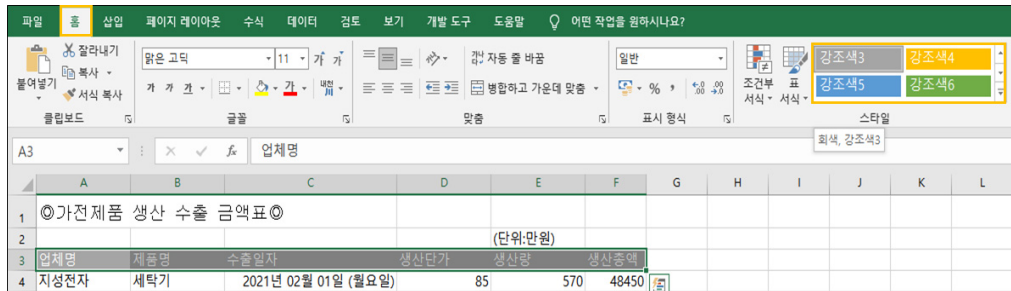 파일 홈 삽입 페이지 레이아웃 수식 데이터 검토 보기 개발 도구 도움말 어떤 작업을 원하시나요?
붙여넣기
잘라내기
복사
서식 복사
클립보드
맑은 고딕 11 가 가
가 가 가 가 내천
글꼴
자동 줄 바꿈
병합하고 가운데 맞춤
맞춤
일반
% ,
표시 형식
조건부 서식
표 서식
강조색3 강조색4
강조색5 강조색6
스타일
회색, 강조색3
A3 fx 업체명
A B C D E F G H I J K L
1 ◎가전제품 생산 수출 금액표◎
2 (단위:만원)
3 업체명 제품명 수출일자 생산단가 생산량 생산총액
4 지성전자 세탁기 2021년 02월 01일 (월요일) 85 570 48450